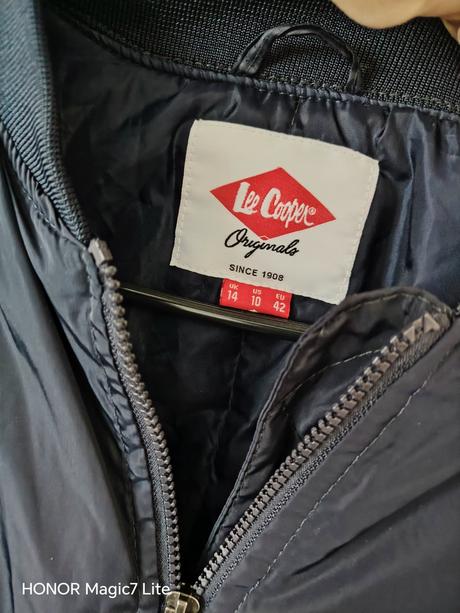 Lee Cooper®
Originals
SINCE 1908
UK US EU
14 10 42
HONOR Magic7 Lite